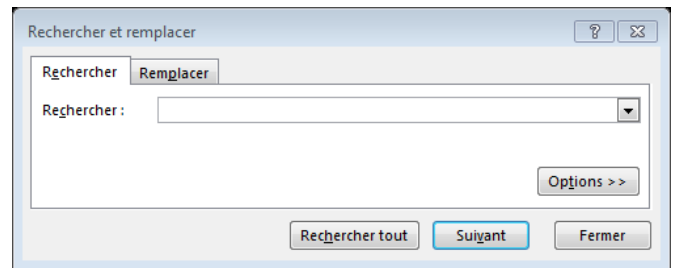 Rechercher et remplacer ?
Rechercher Remplacer
Rechercher :
Options >>
Rechercher tout Suivant Fermer